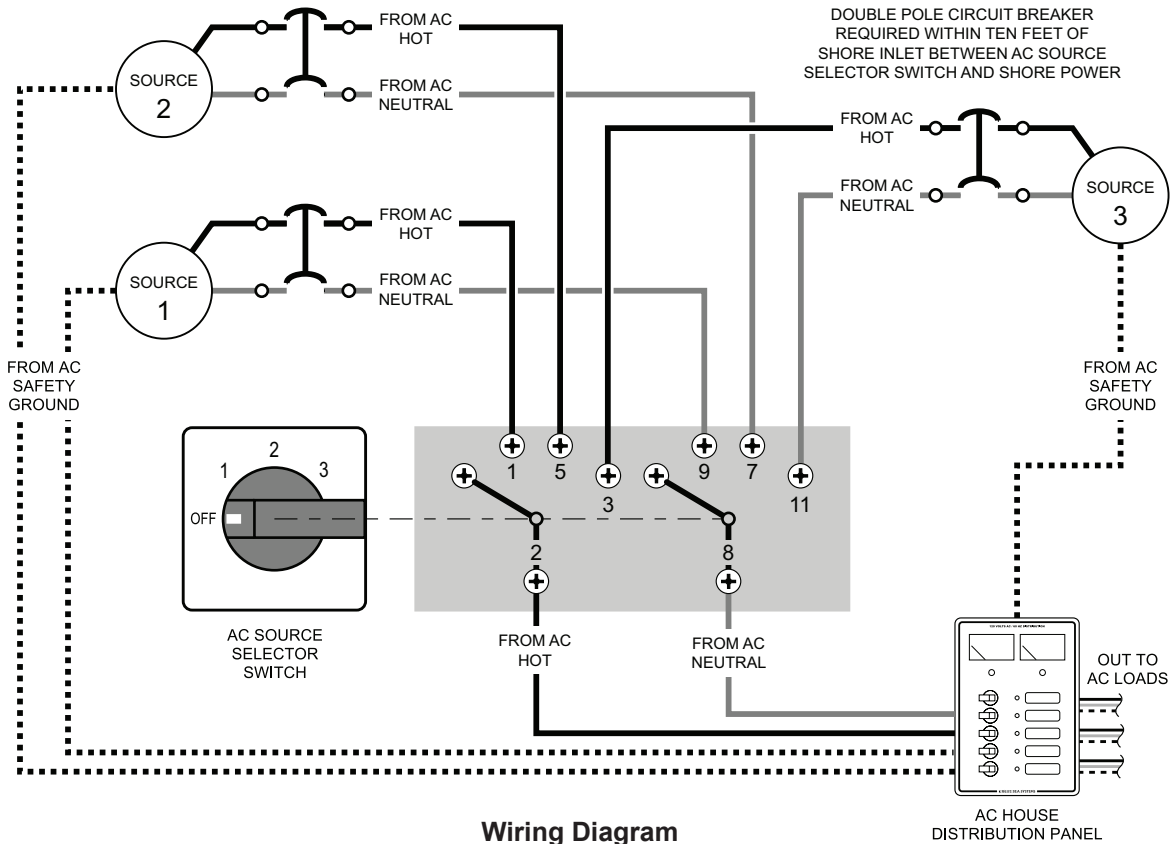 FROM AC
HOT
SOURCE
2
FROM AC
NEUTRAL
DOUBLE POLE CIRCUIT BREAKER
REQUIRED WITHIN TEN FEET OF
SHORE INLET BETWEEN AC SOURCE
SELECTOR SWITCH AND SHORE POWER
FROM AC
HOT
FROM AC
NEUTRAL
SOURCE
3
FROM AC
HOT
SOURCE
1
FROM AC
NEUTRAL
FROM AC
SAFETY
GROUND
FROM AC
SAFETY
GROUND
OFF
1
2
3
AC SOURCE
SELECTOR
SWITCH
1
5
3
9
7
11
2
8
FROM AC
HOT
FROM AC
NEUTRAL
OUT TO
AC LOADS
AC HOUSE
DISTRIBUTION PANEL
Wiring Diagram